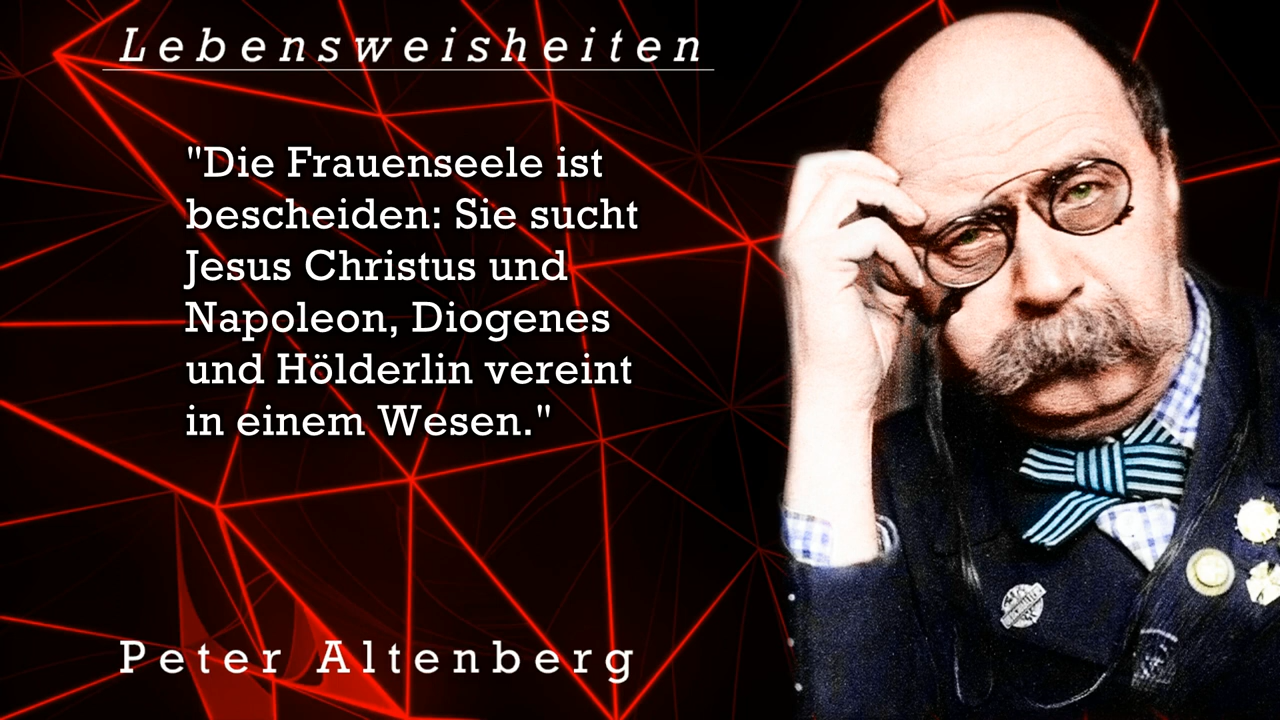 Lebensweisheiten
"Die Frauenseele ist
bescheiden: Sie sucht
Jesus Christus und
Napoleon, Diogenes
und Hölderlin vereint
in einem Wesen."
Peter Altenberg